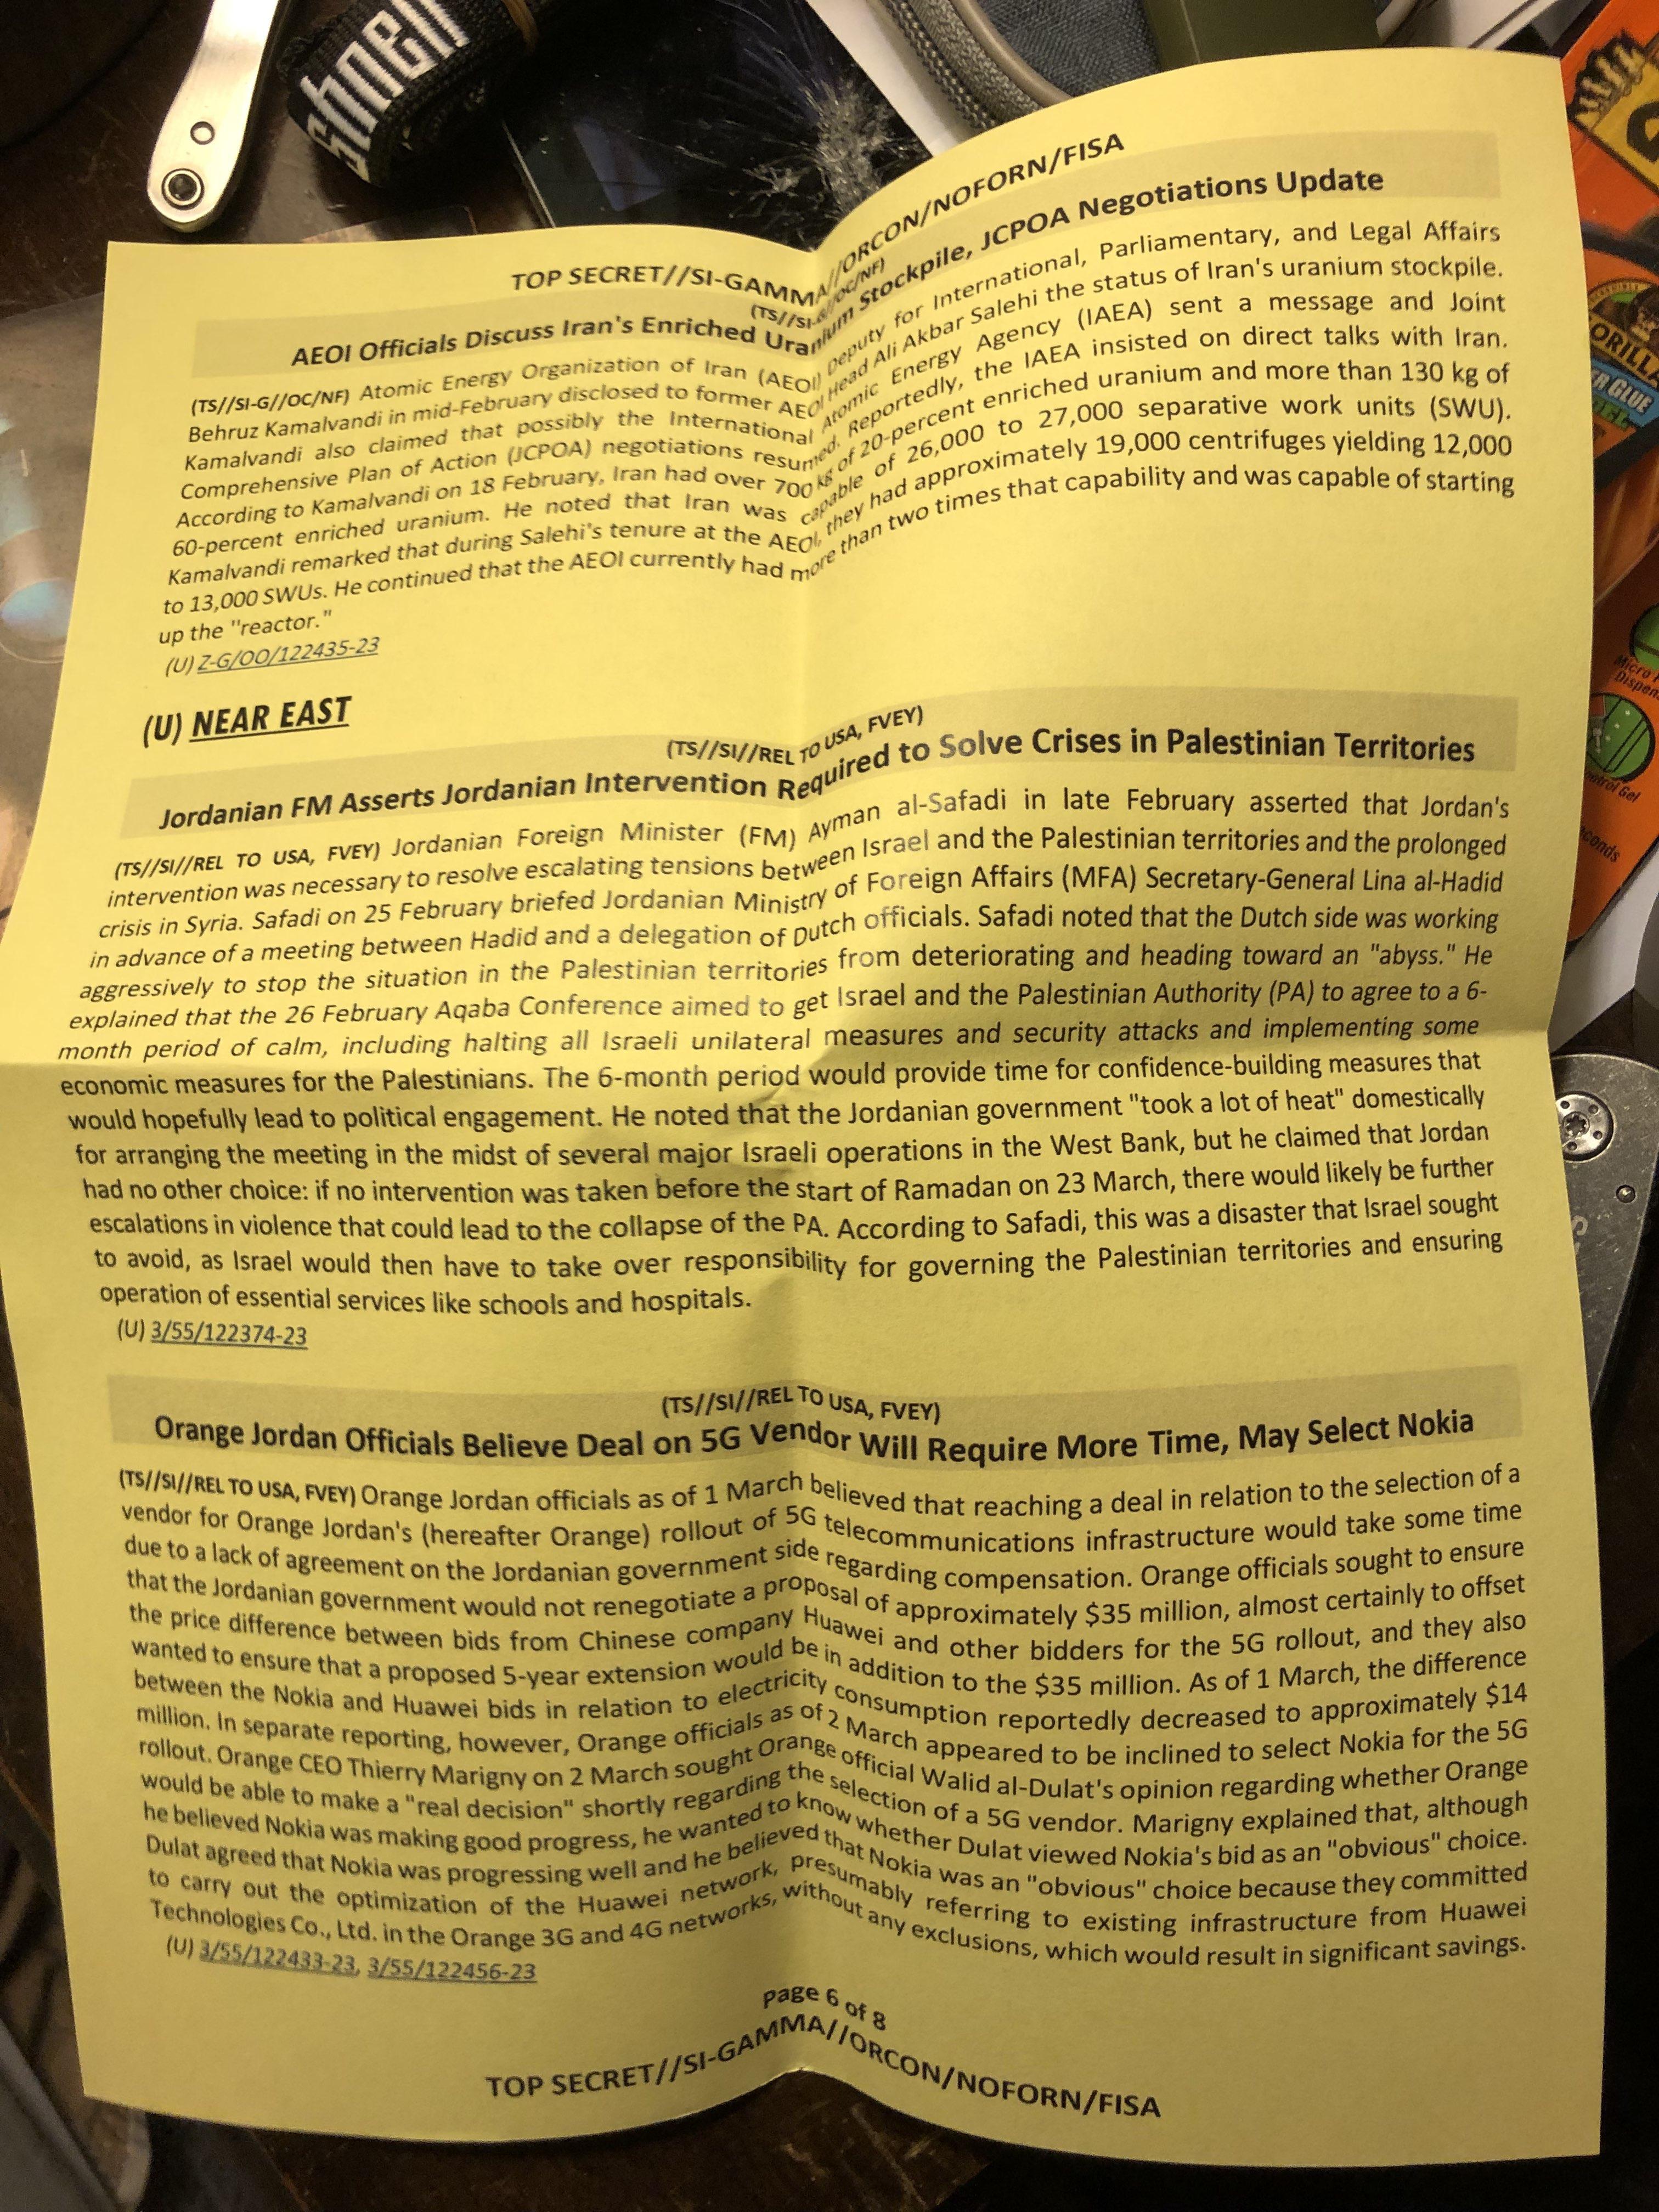 schmell
TOP SECRET//SI-GAMMA//ORCON/NOFORN/FISA
(TS//SI-G//OC/NF)
AEOI Officials Discuss Iran's Enriched Uranium Stockpile, JCPOA Negotiations Update
(TS//SI-G//OC/NF) Atomic Energy Organization of Iran (AEOI) Deputy for International, Parliamentary, and Legal Affairs
Behruz Kamalvandi in mid-February disclosed to former AEOI Head Ali Akbar Salehi the status of Iran's uranium stockpile.
Kamalvandi also claimed that possibly the International Atomic Energy Agency (IAEA) sent a message and Joint
Comprehensive Plan of Action (JCPOA) negotiations resumed. Reportedly, the IAEA insisted on direct talks with Iran.
According to Kamalvandi on 18 February, Iran had over 700 kg of 20-percent enriched uranium and more than 130 kg of
60-percent enriched uranium. He noted that Iran was capable of 26,000 to 27,000 separative work units (SWU).
Kamalvandi remarked that during Salehi's tenure at the AEOI, they had approximately 19,000 centrifuges yielding 12,000
to 13,000 SWUs. He continued that the AEOI currently had more than two times that capability and was capable of starting
up the "reactor."
(U) Z-G/OO/122435-23
(U) NEAR EAST
(TS//SI//REL TO USA, FVEY)
Jordanian FM Asserts Jordanian Intervention Required to Solve Crises in Palestinian Territories
(TS//SI//REL TO USA, FVEY) Jordanian Foreign Minister (FM) Ayman al-Safadi in late February asserted that Jordan's
intervention was necessary to resolve escalating tensions between Israel and the Palestinian territories and the prolonged
crisis in Syria. Safadi on 25 February briefed Jordanian Ministry of Foreign Affairs (MFA) Secretary-General Lina al-Hadid
in advance of a meeting between Hadid and a delegation of Dutch officials. Safadi noted that the Dutch side was working
aggressively to stop the situation in the Palestinian territories from deteriorating and heading toward an "abyss." He
explained that the 26 February Aqaba Conference aimed to get Israel and the Palestinian Authority (PA) to agree to a 6-
month period of calm, including halting all Israeli unilateral measures and security attacks and implementing some
economic measures for the Palestinians. The 6-month period would provide time for confidence-building measures that
would hopefully lead to political engagement. He noted that the Jordanian government "took a lot of heat" domestically
for arranging the meeting in the midst of several major Israeli operations in the West Bank, but he claimed that Jordan
had no other choice: if no intervention was taken before the start of Ramadan on 23 March, there would likely be further
escalations in violence that could lead to the collapse of the PA. According to Safadi, this was a disaster that Israel sought
to avoid, as Israel would then have to take over responsibility for governing the Palestinian territories and ensuring
operation of essential services like schools and hospitals.
(U) 3/55/122374-23
(TS//SI//REL TO USA, FVEY)
Orange Jordan Officials Believe Deal on 5G Vendor Will Require More Time, May Select Nokia
(TS//SI//REL TO USA, FVEY) Orange Jordan officials as of 1 March believed that reaching a deal in relation to the selection of a
vendor for Orange Jordan's (hereafter Orange) rollout of 5G telecommunications infrastructure would take some time
due to a lack of agreement on the Jordanian government side regarding compensation. Orange officials sought to ensure
that the Jordanian government would not renegotiate a proposal of approximately $35 million, almost certainly to offset
the price difference between bids from Chinese company Huawei and other bidders for the 5G rollout, and they also
wanted to ensure that a proposed 5-year extension would be in addition to the $35 million. As of 1 March, the difference
between the Nokia and Huawei bids in relation to electricity consumption reportedly decreased to approximately $14
million. In separate reporting, however, Orange officials as of 2 March appeared to be inclined to select Nokia for the 5G
rollout. Orange CEO Thierry Marigny on 2 March sought Orange official Walid al-Dulat's opinion regarding whether Orange
would be able to make a "real decision" shortly regarding the selection of a 5G vendor. Marigny explained that, although
he believed Nokia was making good progress, he wanted to know whether Dulat viewed Nokia's bid as an "obvious" choice.
Dulat agreed that Nokia was progressing well and he believed that Nokia was an "obvious" choice because they committed
to carry out the optimization of the Huawei network, presumably referring to existing infrastructure from Huawei
Technologies Co., Ltd. in the Orange 3G and 4G networks, without any exclusions, which would result in significant savings.
(U) 3/55/122433-23, 3/55/122456-23
Page 6 of 8
TOP SECRET//SI-GAMMA//ORCON/NOFORN/FISA
GLUE